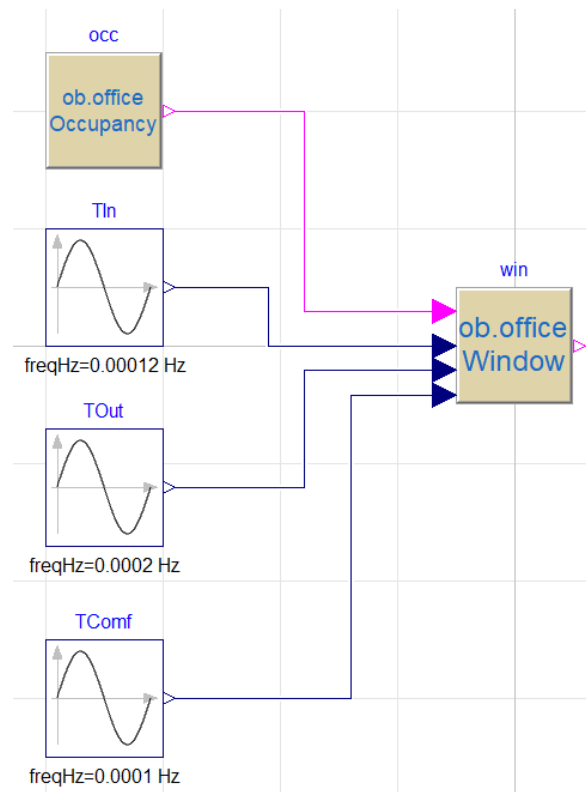 occ
ob.office
Occupancy
TIn
freqHz=0.00012 Hz
win
ob.office
Window
TOut
freqHz=0.0002 Hz
TComf
freqHz=0.0001 Hz